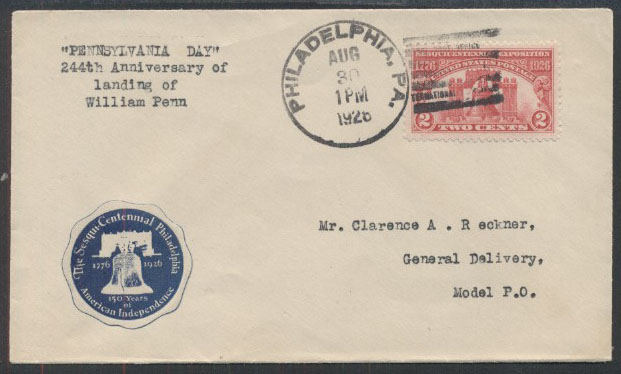 "PENNSYLVANIA DAY"
244th Anniversary of
landing of
William Penn
PHILADELPHIA, PA.
AUG
30
1 PM
1926
SESQUICENTENNIAL EXPOSITION
1776 1926
UNITED STATES POSTAGE
2 TWO CENTS 2
The Sesqui-Centennial Philadelphia
1776 1926
150 Years
of
American Independence
Mr. Clarence A . R eckner,
General Delivery,
Model P.O.